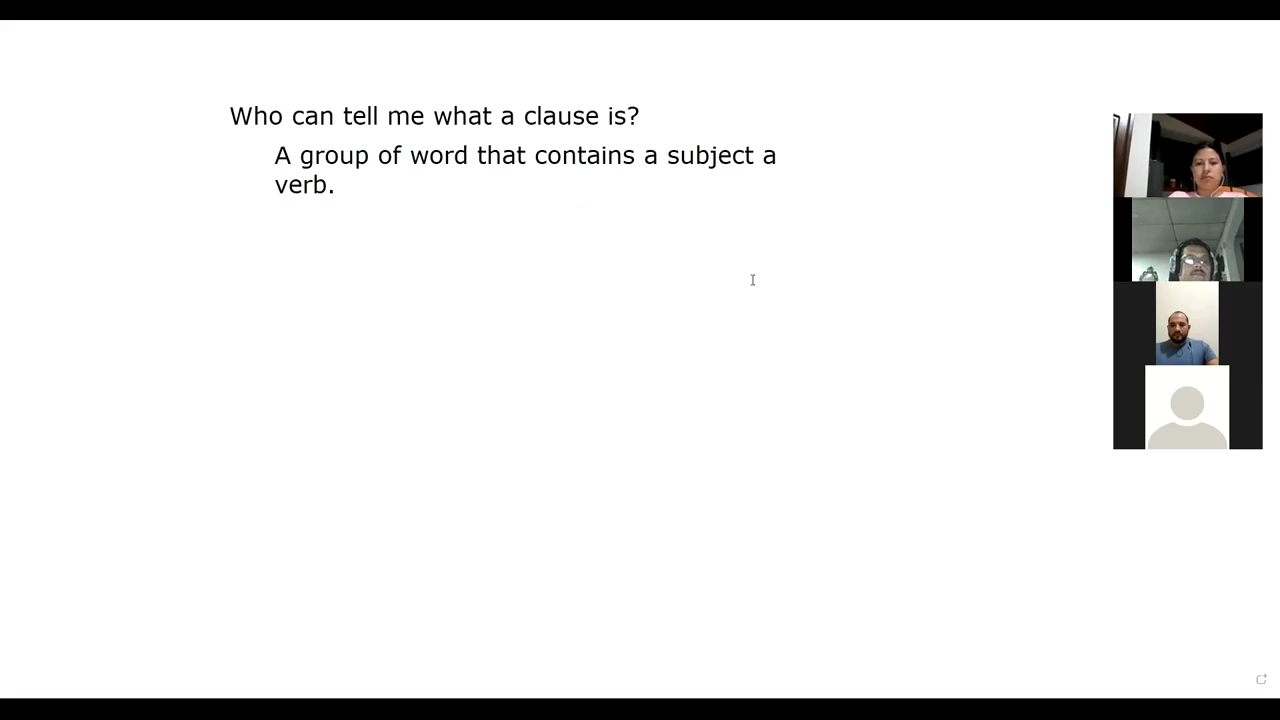 Who can tell me what a clause is?
A group of word that contains a subject a
verb.